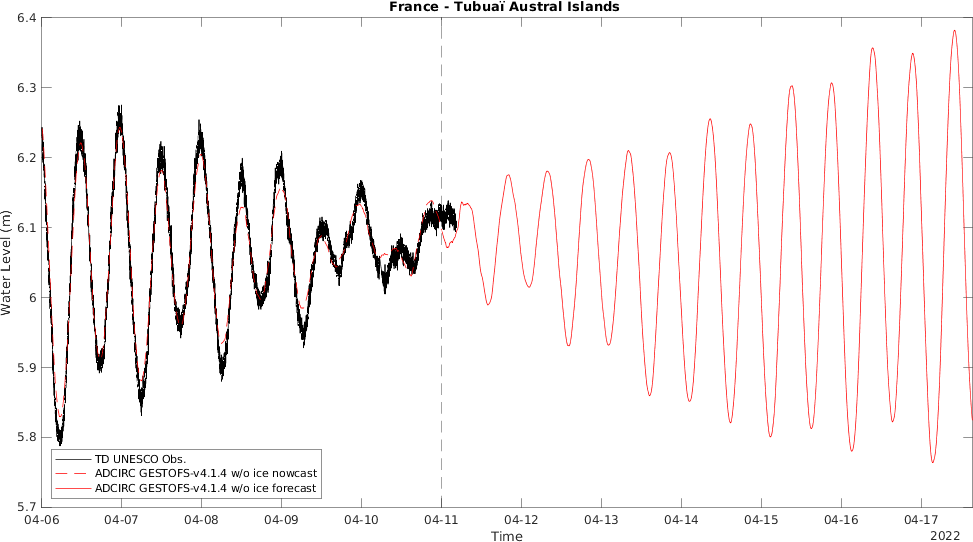 France - Tubuaï Austral Islands
6.4
6.3
6.2
6.1
6
5.9
5.8
5.7
Water Level (m)
TD UNESCO Obs.
ADCIRC GESTOFS-v4.1.4 w/o ice nowcast
ADCIRC GESTOFS-v4.1.4 w/o ice forecast
04-06 04-07 04-08 04-09 04-10 04-11 04-12 04-13 04-14 04-15 04-16 04-17
Time
2022